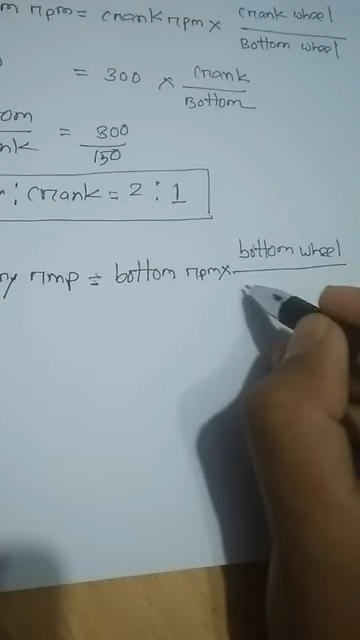 m rpm = crank rpm × Crank wheel / Bottom wheel
= 300 × Crank / Bottom
om / nk = 300 / 150
: Crank = 2 : 1
ry rmp = bottom rpm × bottom wheel